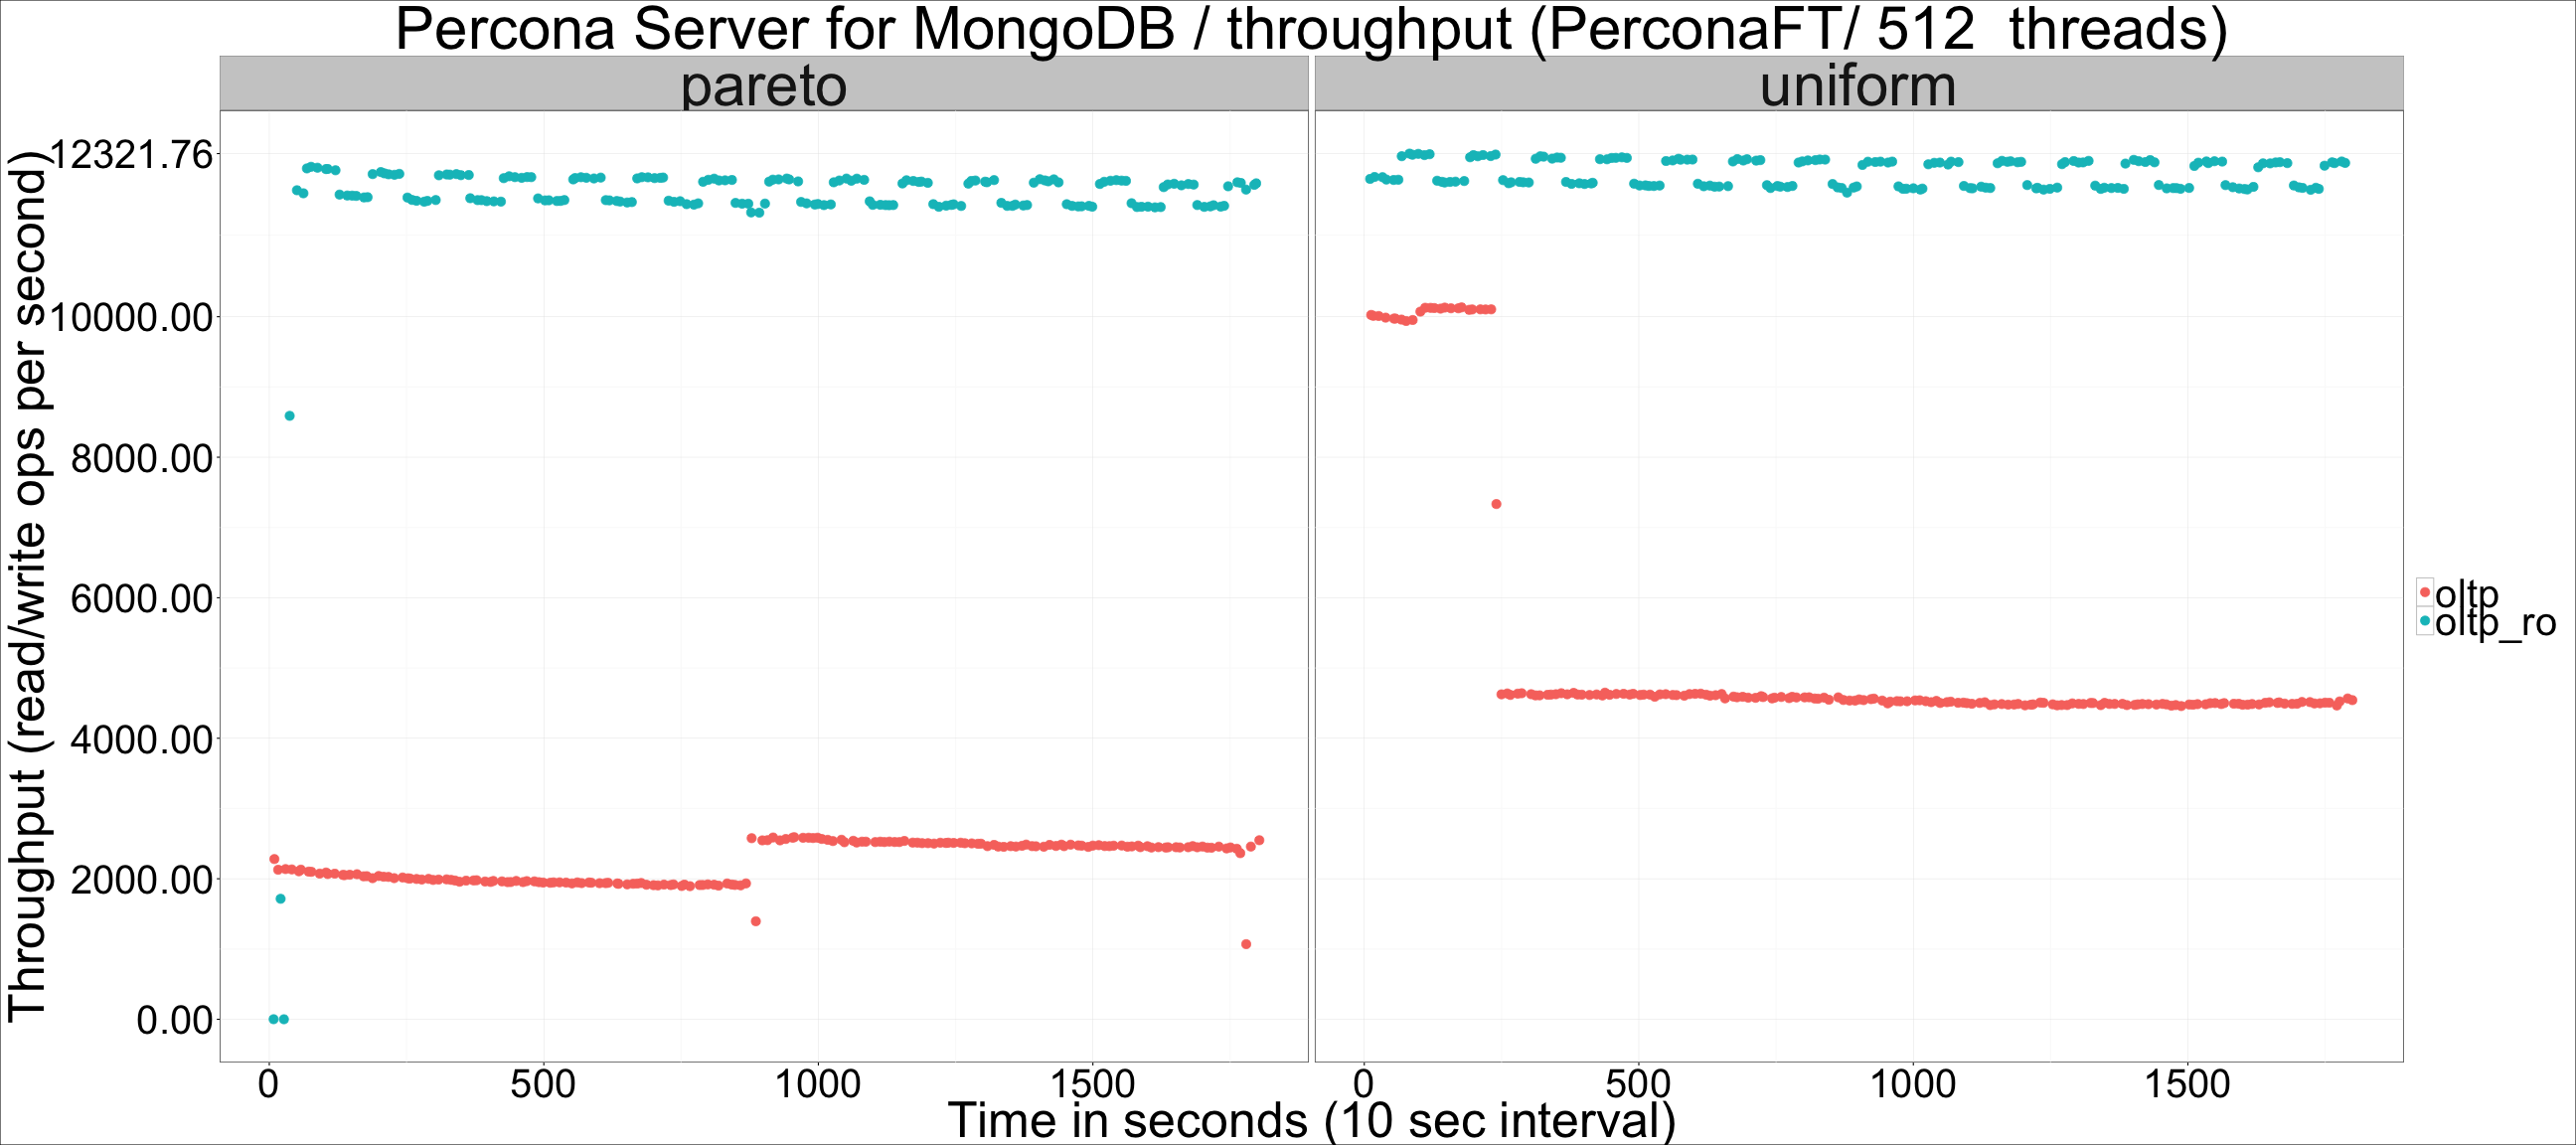 Percona Server for MongoDB / throughput (PerconaFT/ 512  threads)
pareto
uniform
Throughput (read/write ops per second)
12321.76
10000.00
8000.00
6000.00
4000.00
2000.00
0.00
0 500 1000 1500
0 500 1000 1500
Time in seconds (10 sec interval)
oltp
oltp_ro